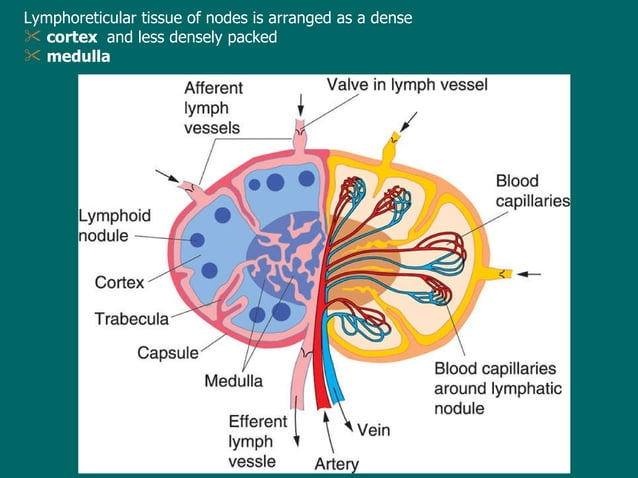 Lymphoreticular tissue of nodes is arranged as a dense
cortex and less densely packed
medulla
Afferent
lymph
vessels
Valve in lymph vessel
Blood
capillaries
Lymphoid
nodule
Cortex
Trabecula
Capsule
Medulla
Blood capillaries
around lymphatic
nodule
Efferent
lymph
vessle
Vein
Artery